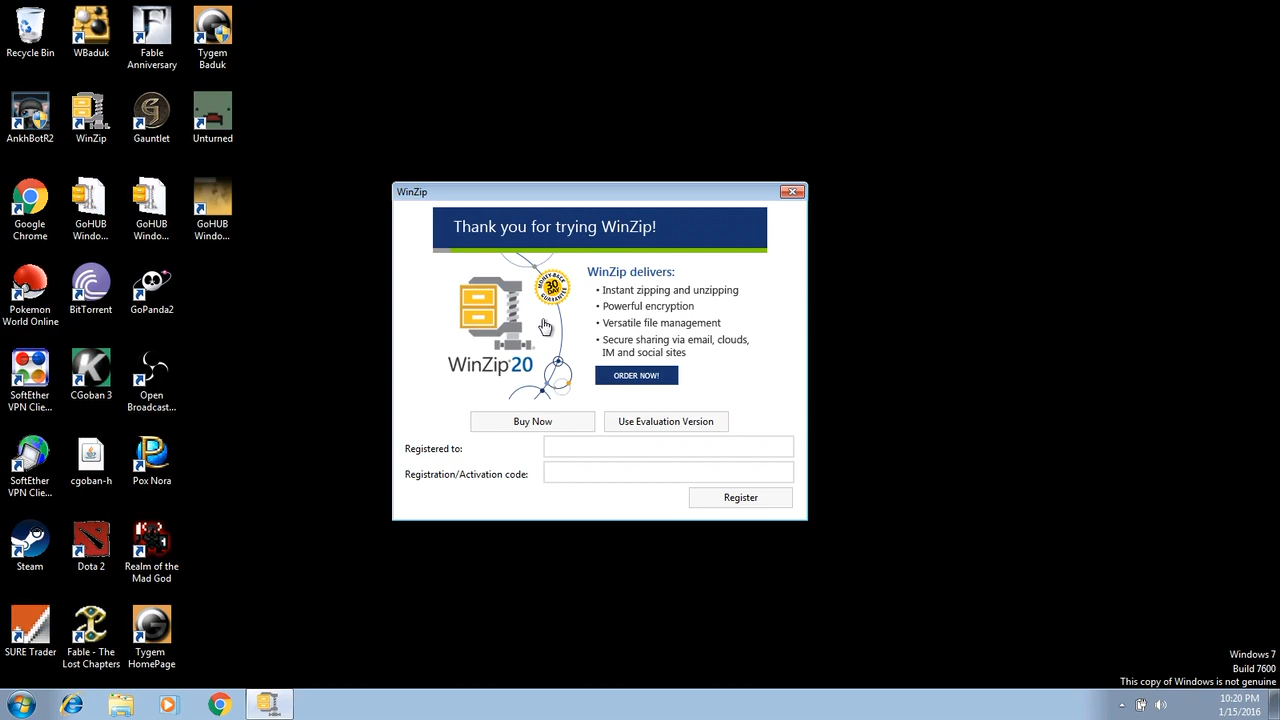 Recycle Bin
WBaduk
Fable
Anniversary
Tygem
Baduk
AnkhBotR2
WinZip
Gauntlet
Unturned
Google
Chrome
GoHUB
Windo...
GoHUB
Windo...
GoHUB
Windo...
Pokemon
World Online
BitTorrent
GoPanda2
SoftEther
VPN Clie...
CGoban 3
Open
Broadcast...
SoftEther
VPN Clie...
cgoban-h
Pox Nora
Steam
Dota 2
Realm of the
Mad God
SURE Trader
Fable - The
Lost Chapters
Tygem
HomePage
WinZip
Thank you for trying WinZip!
MONEY-BACK
30
DAY
GUARANTEE
WinZip 20
WinZip delivers:
• Instant zipping and unzipping
• Powerful encryption
• Versatile file management
• Secure sharing via email, clouds,
IM and social sites
ORDER NOW!
Buy Now
Use Evaluation Version
Registered to:
Registration/Activation code:
Register
Windows 7
Build 7600
This copy of Windows is not genuine
10:20 PM
1/15/2016